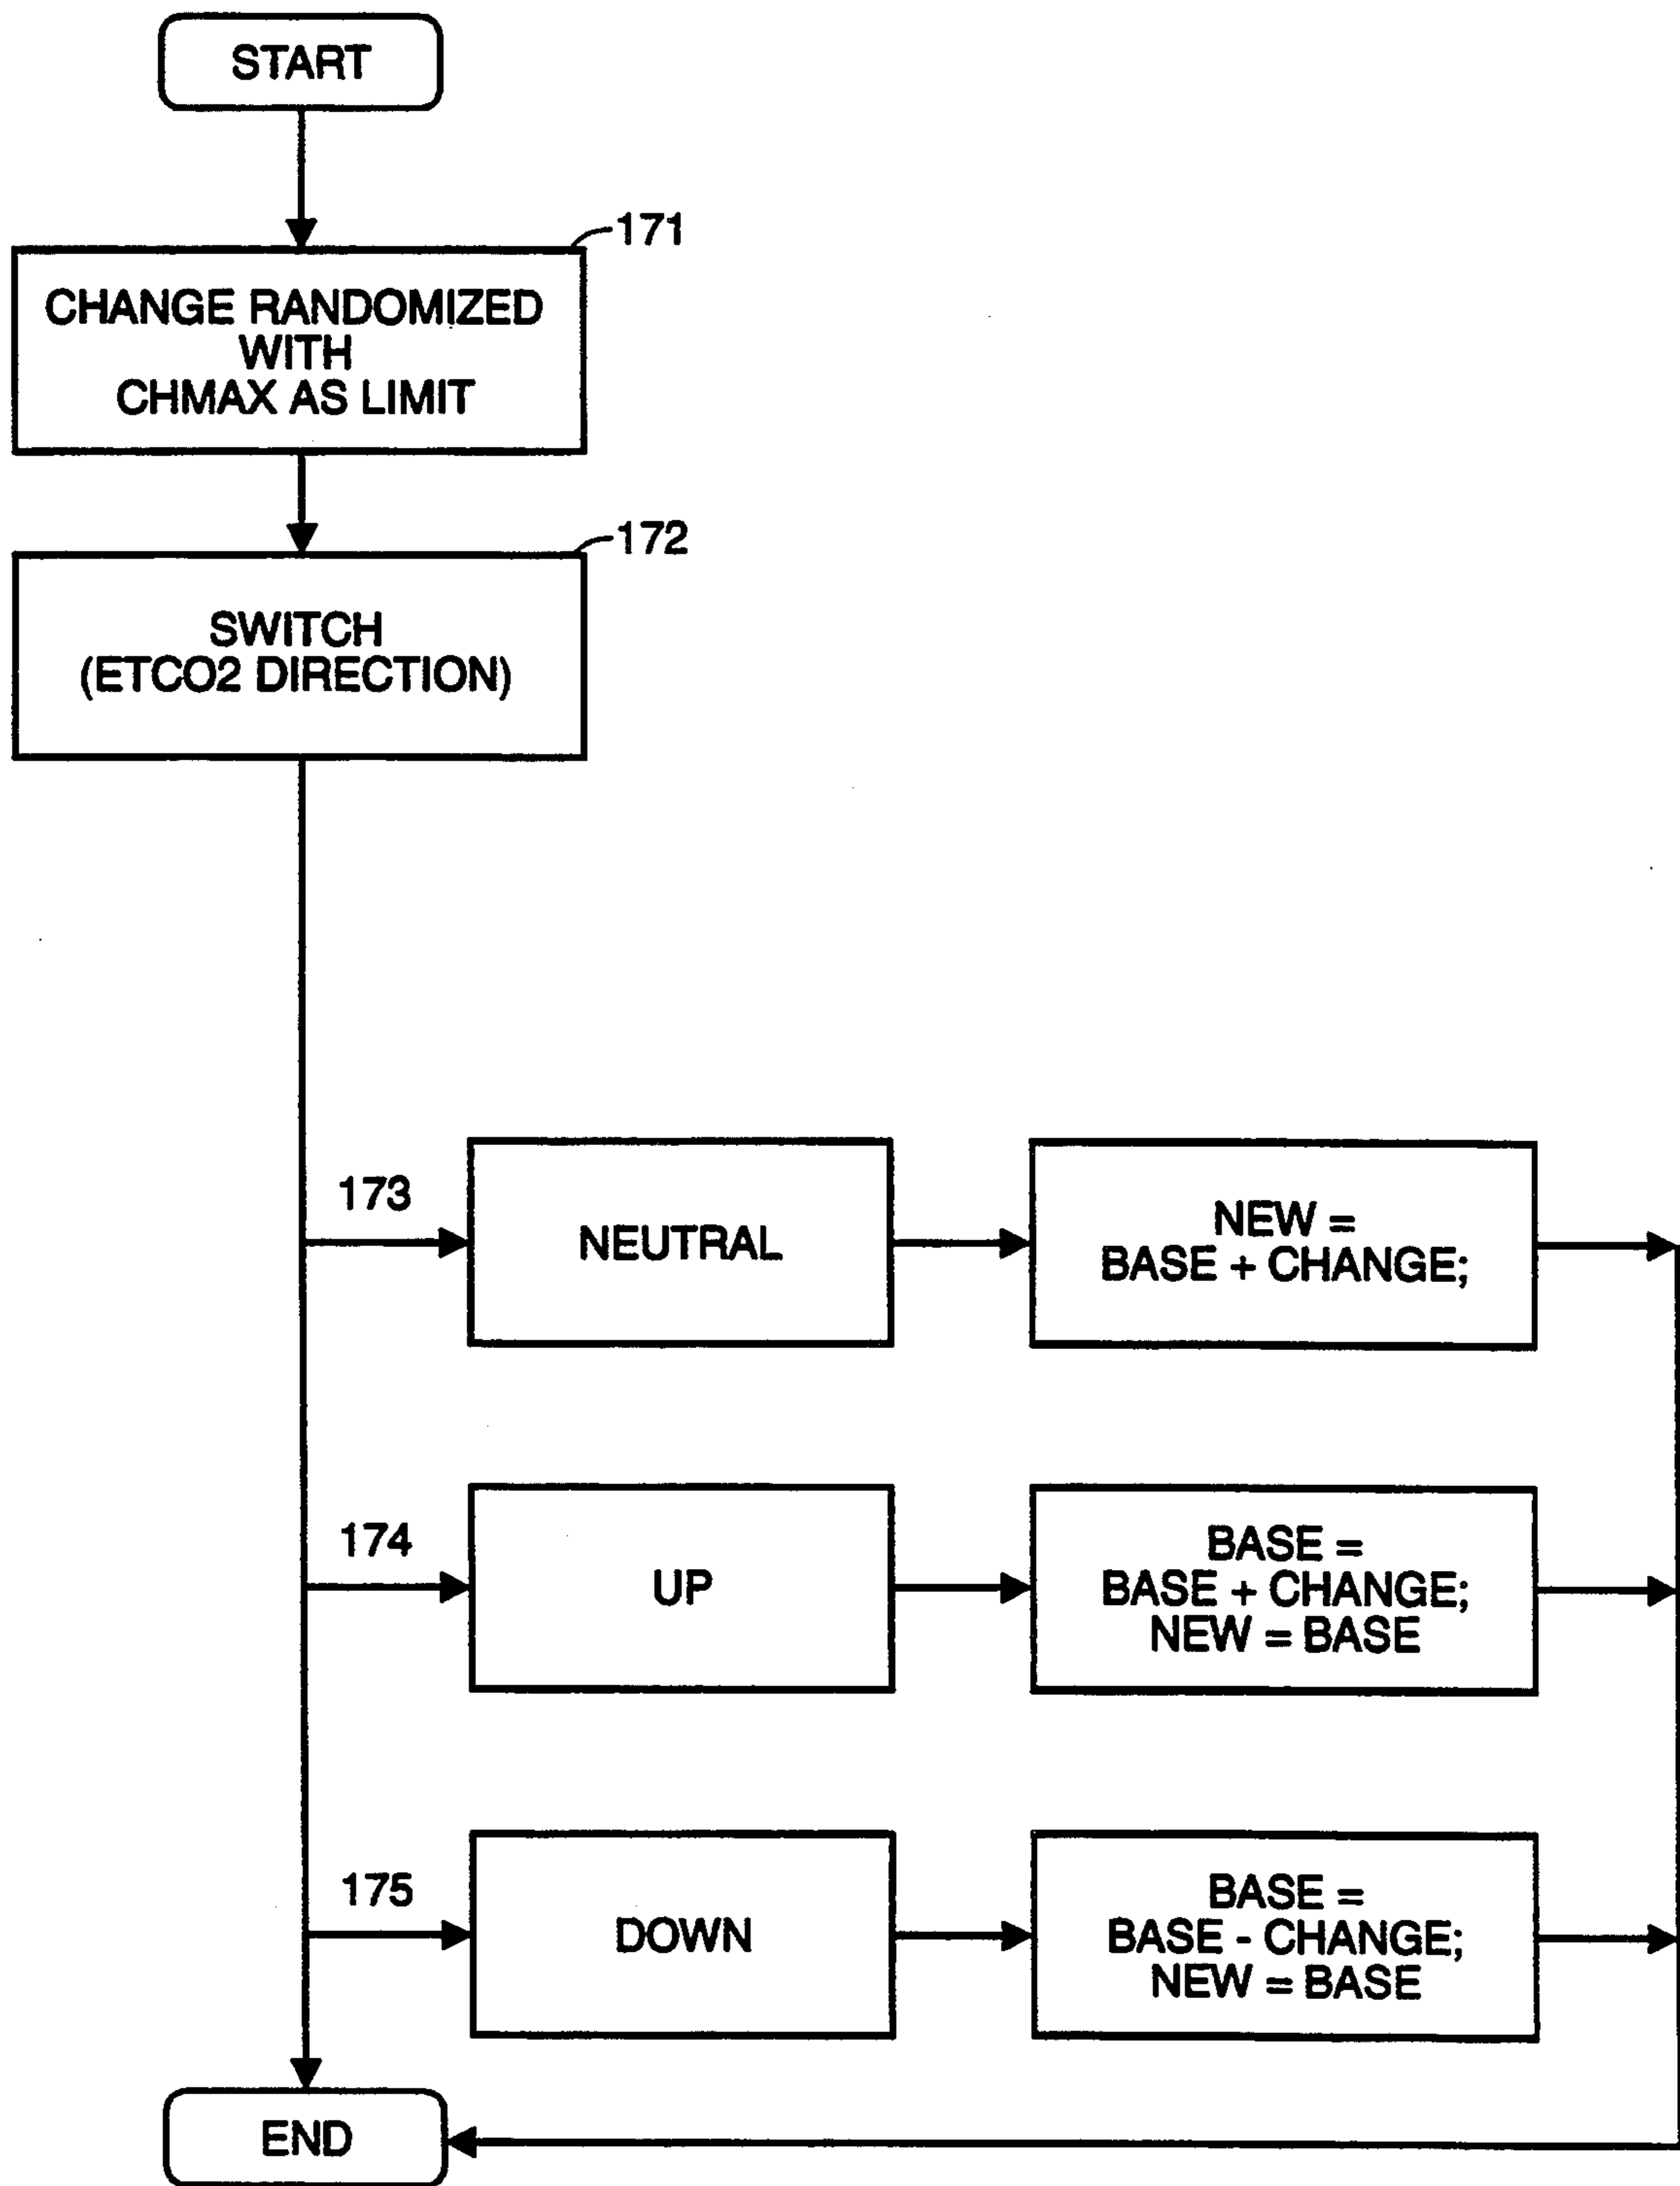 START
171
CHANGE RANDOMIZED
WITH
CHMAX AS LIMIT
172
SWITCH
(ETCO2 DIRECTION)
173
NEUTRAL
NEW =
BASE + CHANGE;
174
UP
BASE =
BASE + CHANGE;
NEW = BASE
175
DOWN
BASE =
BASE - CHANGE;
NEW = BASE
END